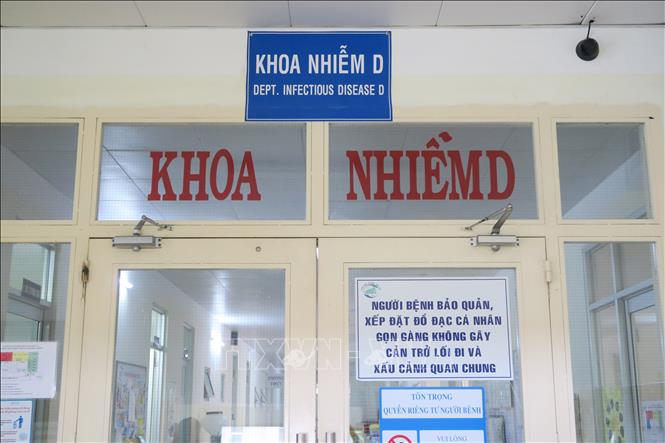 KHOA NHIỄM D
DEPT. INFECTIOUS DISEASE D
KHOA NHIỀM D
NGƯỜI BỆNH BẢO QUẢN,
XẾP ĐẶT ĐỒ ĐẠC CÁ NHÂN
GỌN GÀNG KHÔNG GÂY
CẢN TRỞ LỐI ĐI VÀ
XẤU CẢNH QUAN CHUNG
TÔN TRỌNG
QUYỀN RIÊNG TƯ NGƯỜI BỆNH
VUI LÒNG